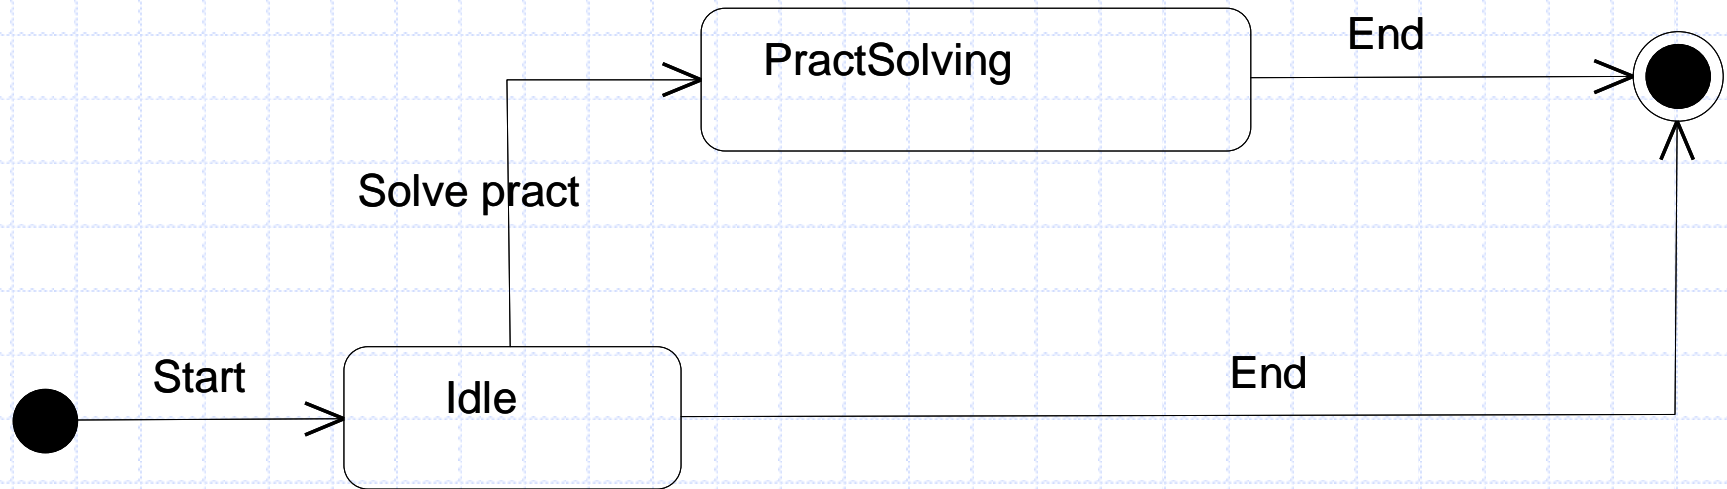 End
PractSolving
Solve pract
Start
End
Idle